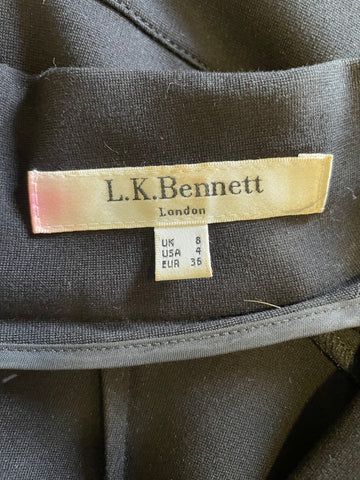 L.K.Bennett
London
UK 8
USA 4
EUR 36